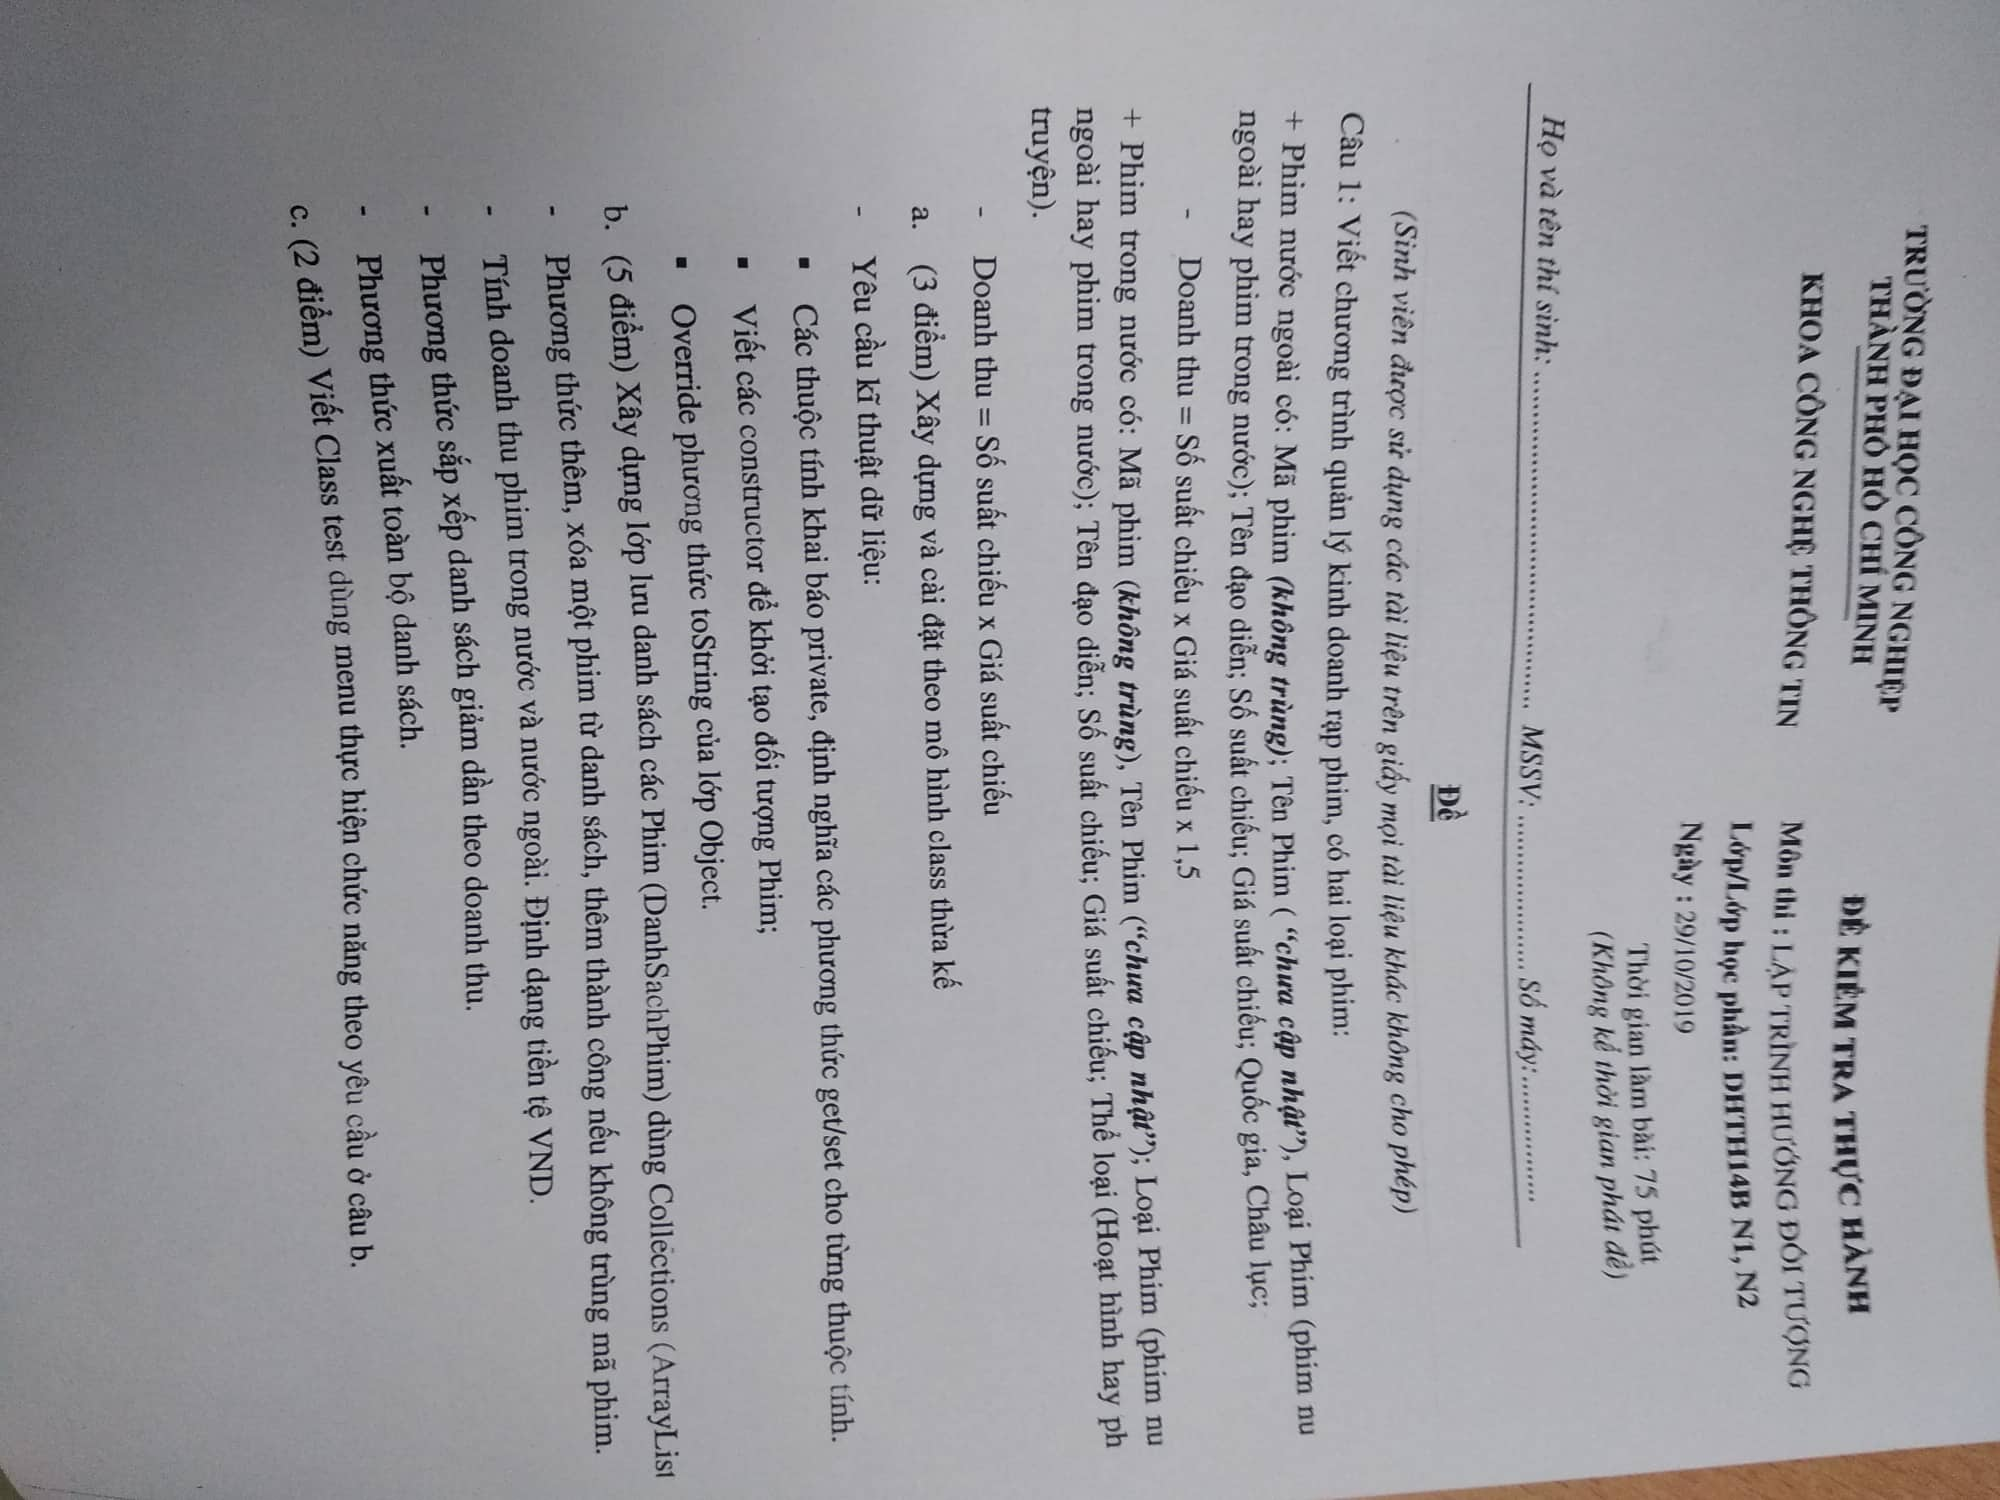 TRƯỜNG ĐẠI HỌC CÔNG NGHIỆP
THÀNH PHỐ HỒ CHÍ MINH
KHOA CÔNG NGHỆ THÔNG TIN
ĐỀ KIỂM TRA THỰC HÀNH
Môn thi : LẬP TRÌNH HƯỚNG ĐỐI TƯỢNG
Lớp/Lớp học phần: DHTH14B N1, N2
Ngày : 29/10/2019
Thời gian làm bài: 75 phút
(Không kể thời gian phát đề)
Họ và tên thí sinh: ................................................ MSSV: ........................ Số máy: ................
Đề
(Sinh viên được sử dụng các tài liệu trên giấy mọi tài liệu khác không cho phép)
Câu 1: Viết chương trình quản lý kinh doanh rạp phim, có hai loại phim:
+ Phim nước ngoài có: Mã phim (không trùng); Tên Phim ( “chưa cập nhật”), Loại Phim (phim nu
ngoài hay phim trong nước); Tên đạo diễn; Số suất chiếu; Giá suất chiếu; Quốc gia, Châu lục;
- Doanh thu = Số suất chiếu x Giá suất chiếu x 1,5
+ Phim trong nước có: Mã phim (không trùng), Tên Phim (“chưa cập nhật”); Loại Phim (phim nu
ngoài hay phim trong nước); Tên đạo diễn; Số suất chiếu; Giá suất chiếu; Thể loại (Hoạt hình hay ph
truyện).
- Doanh thu = Số suất chiếu x Giá suất chiếu
a. (3 điểm) Xây dựng và cài đặt theo mô hình class thừa kế
- Yêu cầu kĩ thuật dữ liệu:
▪ Các thuộc tính khai báo private, định nghĩa các phương thức get/set cho từng thuộc tính.
▪ Viết các constructor để khởi tạo đối tượng Phim;
▪ Override phương thức toString của lớp Object.
b. (5 điểm) Xây dựng lớp lưu danh sách các Phim (DanhSachPhim) dùng Collections (ArrayList
- Phương thức thêm, xóa một phim từ danh sách, thêm thành công nếu không trùng mã phim.
- Tính doanh thu phim trong nước và nước ngoài. Định dạng tiền tệ VND.
- Phương thức sắp xếp danh sách giảm dần theo doanh thu.
- Phương thức xuất toàn bộ danh sách.
c. (2 điểm) Viết Class test dùng menu thực hiện chức năng theo yêu cầu ở câu b.